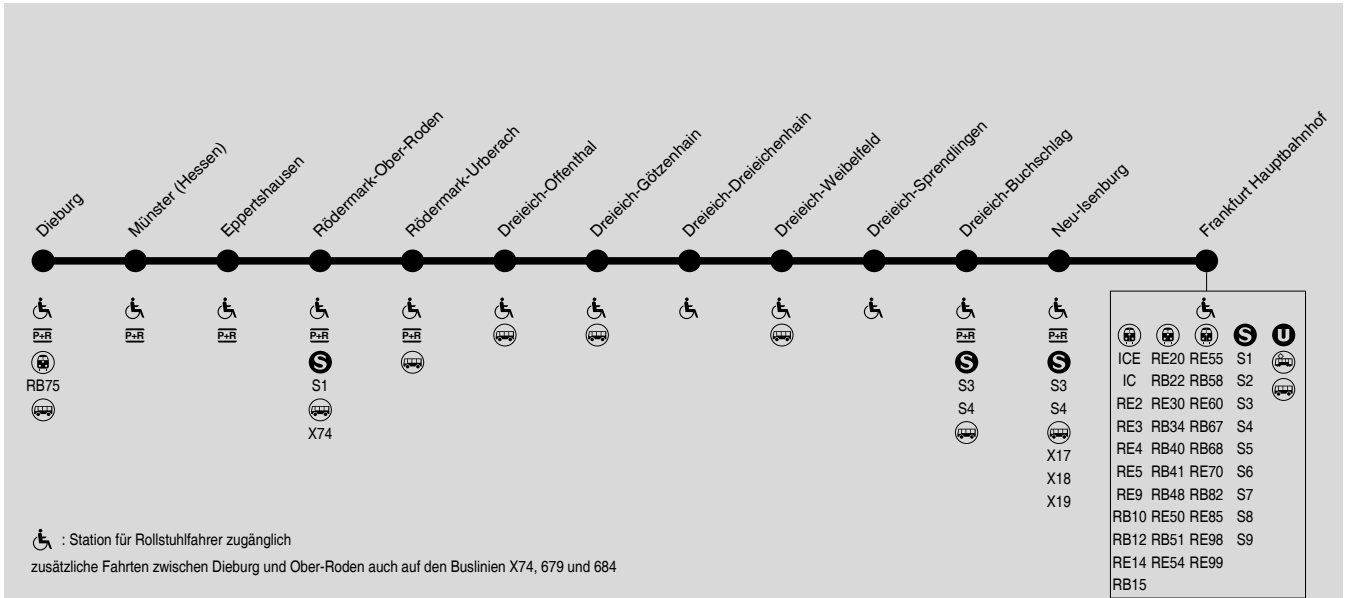 Dieburg
Münster (Hessen)
Eppertshausen
Rödermark-Ober-Roden
Rödermark-Urberach
Dreieich-Offenthal
Dreieich-Götzenhain
Dreieich-Dreieichenhain
Dreieich-Weibelfeld
Dreieich-Sprendlingen
Dreieich-Buchschlag
Neu-Isenburg
Frankfurt Hauptbahnhof
P+R
RB75
P+R
P+R
P+R
S
S1
X74
P+R
P+R
S
S3
S4
P+R
S
S3
S4
X17
X18
X19
S U
ICE RE20 RE55 S1
IC RB22 RB58 S2
RE2 RE30 RE60 S3
RE3 RB34 RB67 S4
RE4 RB40 RB68 S5
RE5 RB41 RE70 S6
RE9 RB48 RB82 S7
RB10 RE50 RE85 S8
RB12 RB51 RE98 S9
RE14 RE54 RE99
RB15
: Station für Rollstuhlfahrer zugänglich
zusätzliche Fahrten zwischen Dieburg und Ober-Roden auch auf den Buslinien X74, 679 und 684